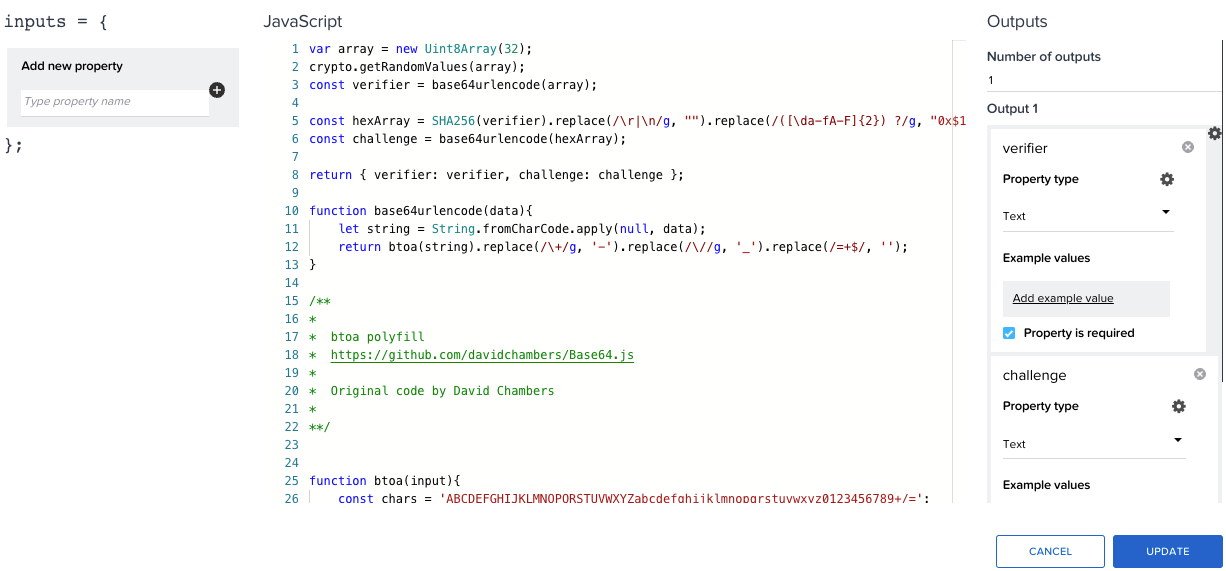 inputs = {
Add new property
Type property name
};
JavaScript
1 var array = new Uint8Array(32);
2 crypto.getRandomValues(array);
3 const verifier = base64urlencode(array);
4
5 const hexArray = SHA256(verifier).replace(/\r|\n/g, "").replace(/([\da-fA-F]{2}) ?/g, "0x$1
6 const challenge = base64urlencode(hexArray);
7
8 return { verifier: verifier, challenge: challenge };
9
10 function base64urlencode(data){
11 let string = String.fromCharCode.apply(null, data);
12 return btoa(string).replace(/\+/g, '-').replace(/\//g, '_').replace(/=+$/, '');
13 }
14
15 /**
16 *
17 * btoa polyfill
18 * https://github.com/davidchambers/Base64.js
19 *
20 * Original code by David Chambers
21 *
22 **/
23
24
25 function btoa(input){
26 const chars = 'ABCDEFGHIJKLMNOPQRSTUVWXYZabcdefghijklmnopqrstuvwxyz0123456789+/=';
Outputs
Number of outputs
1
Output 1
verifier
Property type
Text
Example values
Add example value
Property is required
challenge
Property type
Text
Example values
CANCEL
UPDATE